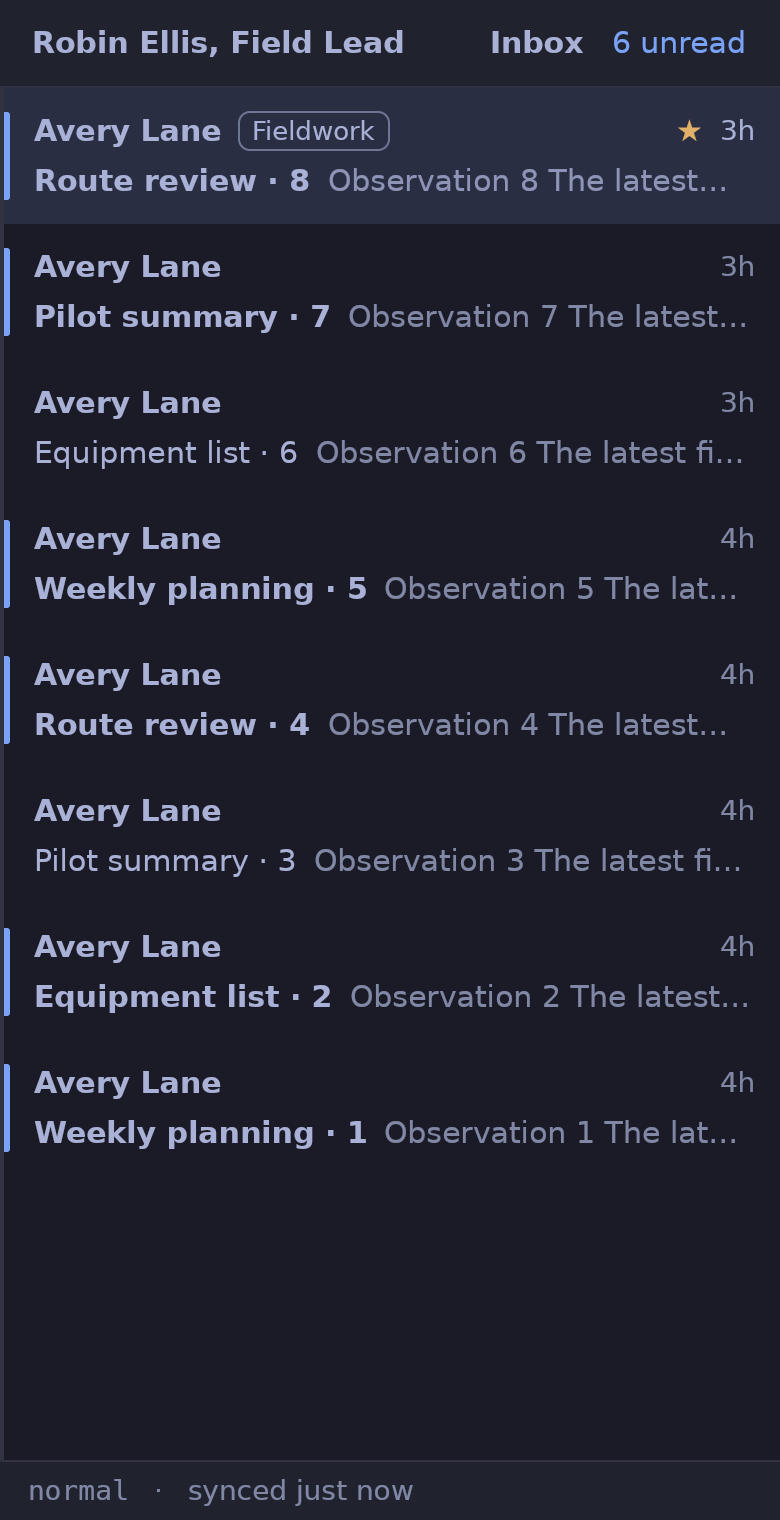 Robin Ellis, Field Lead Inbox 6 unread
Avery Lane Fieldwork ★ 3h
Route review · 8 Observation 8 The latest…
Avery Lane 3h
Pilot summary · 7 Observation 7 The latest…
Avery Lane 3h
Equipment list · 6 Observation 6 The latest fi…
Avery Lane 4h
Weekly planning · 5 Observation 5 The lat…
Avery Lane 4h
Route review · 4 Observation 4 The latest…
Avery Lane 4h
Pilot summary · 3 Observation 3 The latest fi…
Avery Lane 4h
Equipment list · 2 Observation 2 The latest…
Avery Lane 4h
Weekly planning · 1 Observation 1 The lat…
normal · synced just now